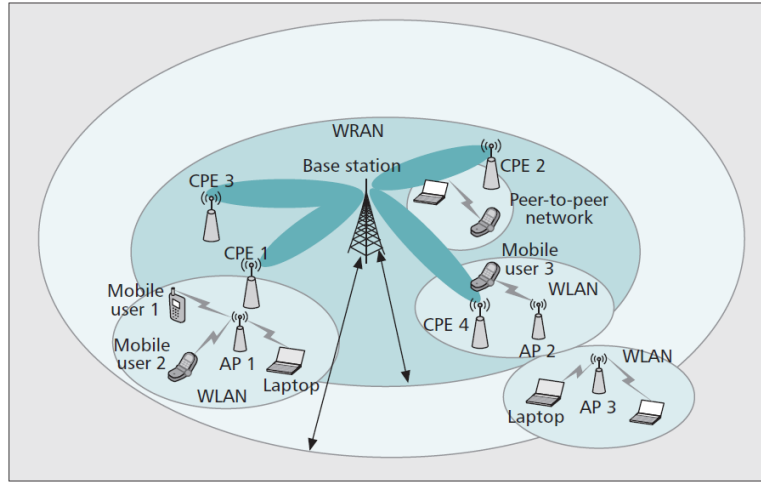 WRAN
Base station
CPE 2
CPE 3
Peer-to-peer
network
CPE 1
Mobile
user 3
Mobile
user 1
WLAN
CPE 4
AP 2
Mobile
user 2
AP 1
Laptop
WLAN
WLAN
Laptop
AP 3